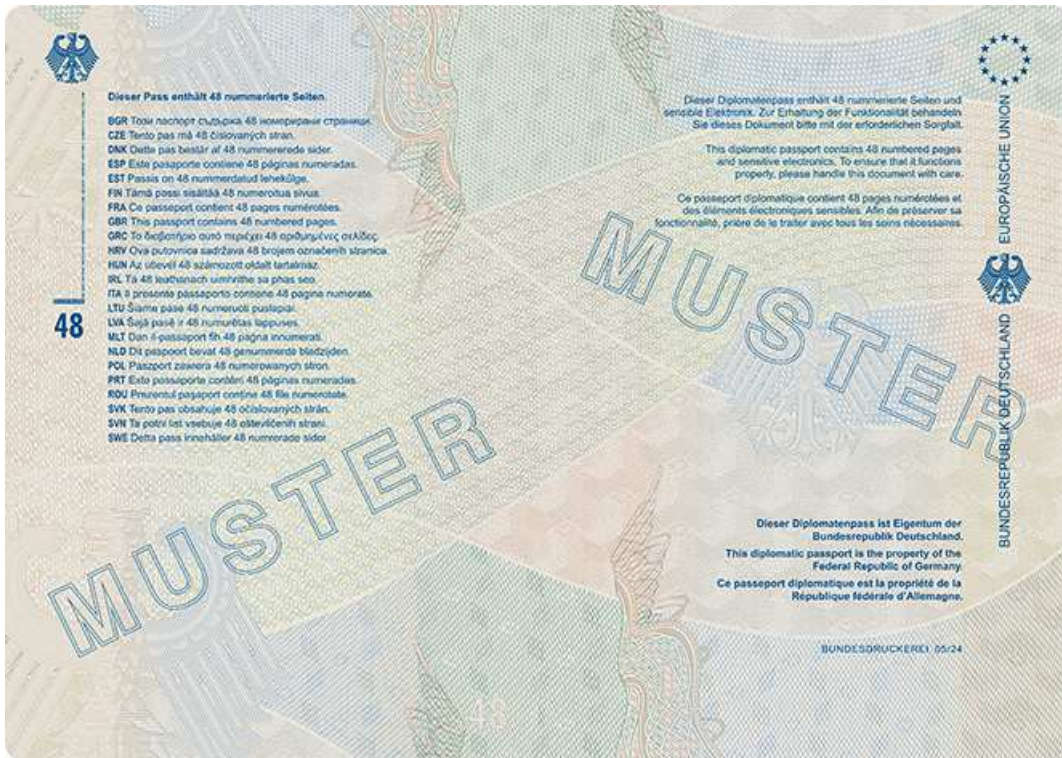 Dieser Pass enthält 48 nummerierte Seiten.
BGR Този паспорт съдържа 48 номерирани страници.
CZE Tento pas má 48 číslovaných stran.
DNK Dette pas består af 48 nummererede sider.
ESP Este pasaporte contiene 48 páginas numeradas.
EST Passis on 48 nummerdatud lehekülge.
FIN Tämä passi sisältää 48 numeroitua sivua.
FRA Ce passeport contient 48 pages numérotées.
GBR This passport contains 48 numbered pages.
GRC Το διαβατήριο αυτό περιέχει 48 αριθμημένες σελίδες.
HRV Ova putovnica sadržava 48 brojem označenih stranica.
HUN Az útlevél 48 számozott oldalt tartalmaz.
IRL Tá 48 leathanach uimhrithe sa phas seo.
ITA Il presente passaporto contiene 48 pagine numerate.
LTU Šiame pase 48 numeruoti puslapiai.
LVA Šajā pasē ir 48 numurētas lappuses.
MLT Dan il-passaport fih 48 paġna innumerati.
NLD Dit paspoort bevat 48 genummerde bladzijden.
POL Paszport zawiera 48 numerowanych stron.
PRT Este passaporte contém 48 páginas numeradas.
ROU Prezentul paşaport conţine 48 file numerotate.
SVK Tento pas obsahuje 48 očíslovaných strán.
SVN Ta potni list vsebuje 48 oštevilčenih strani.
SWE Detta pass innehåller 48 numrerade sidor.
48
MUSTER
Dieser Diplomatenpass enthält 48 nummerierte Seiten und
sensible Elektronik. Zur Erhaltung der Funktionalität behandeln
Sie dieses Dokument bitte mit der erforderlichen Sorgfalt.
This diplomatic passport contains 48 numbered pages
and sensitive electronics. To ensure that it functions
properly, please handle this document with care.
Ce passeport diplomatique contient 48 pages numérotées et
des éléments électroniques sensibles. Afin de préserver sa
fonctionnalité, prière de le traiter avec tous les soins nécessaires.
MUSTER
BUNDESREPUBLIK DEUTSCHLAND
EUROPÄISCHE UNION
Dieser Diplomatenpass ist Eigentum der
Bundesrepublik Deutschland.
This diplomatic passport is the property of the
Federal Republic of Germany.
Ce passeport diplomatique est la propriété de la
République fédérale d'Allemagne.
BUNDESDRUCKEREI 05/24
48